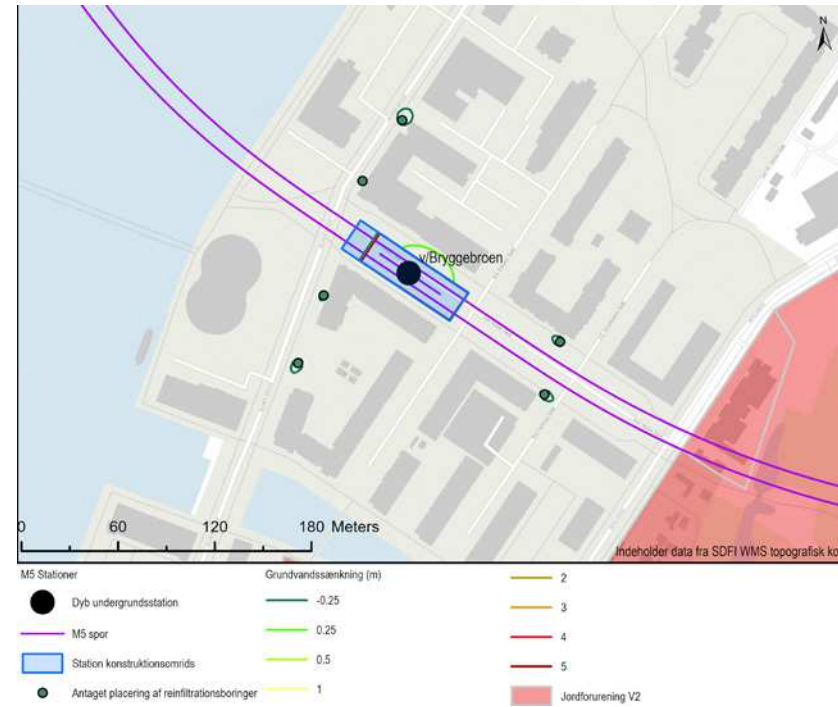 N
v/Bryggebroen
0 60 120 180 Meters
Indeholder data fra SDFI WMS topografisk ko
M5 Stationer
Dyb undergrundsstation
M5 spor
Station konstruktionsomrids
Antaget placering af reinfiltrationsboringer
Grundvandssænkning (m)
-0.25
0.25
0.5
1
2
3
4
5
Jordforurening V2